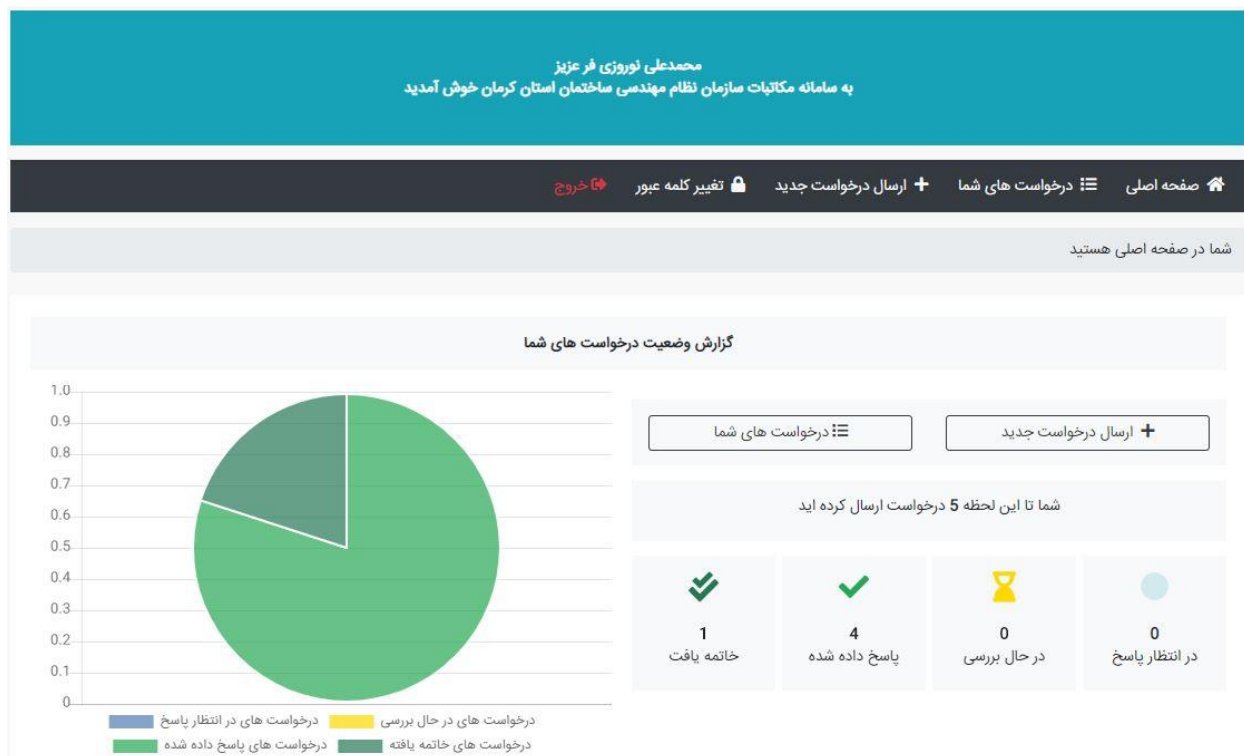 محمدعلی نوروزی فر عزیز
به سامانه مکاتبات سازمان نظام مهندسی ساختمان استان کرمان خوش آمدید
صفحه اصلی درخواست های شما ارسال درخواست جدید تغییر کلمه عبور خروج
شما در صفحه اصلی هستید
گزارش وضعیت درخواست های شما
ارسال درخواست جدید
درخواست های شما
شما تا این لحظه 5 درخواست ارسال کرده اید
0
در انتظار پاسخ
0
در حال بررسی
4
پاسخ داده شده
1
خاتمه یافت
1.0
0.9
0.8
0.7
0.6
0.5
0.4
0.3
0.2
0.1
0
درخواست های در انتظار پاسخ درخواست های در حال بررسی
درخواست های پاسخ داده شده درخواست های خاتمه یافته